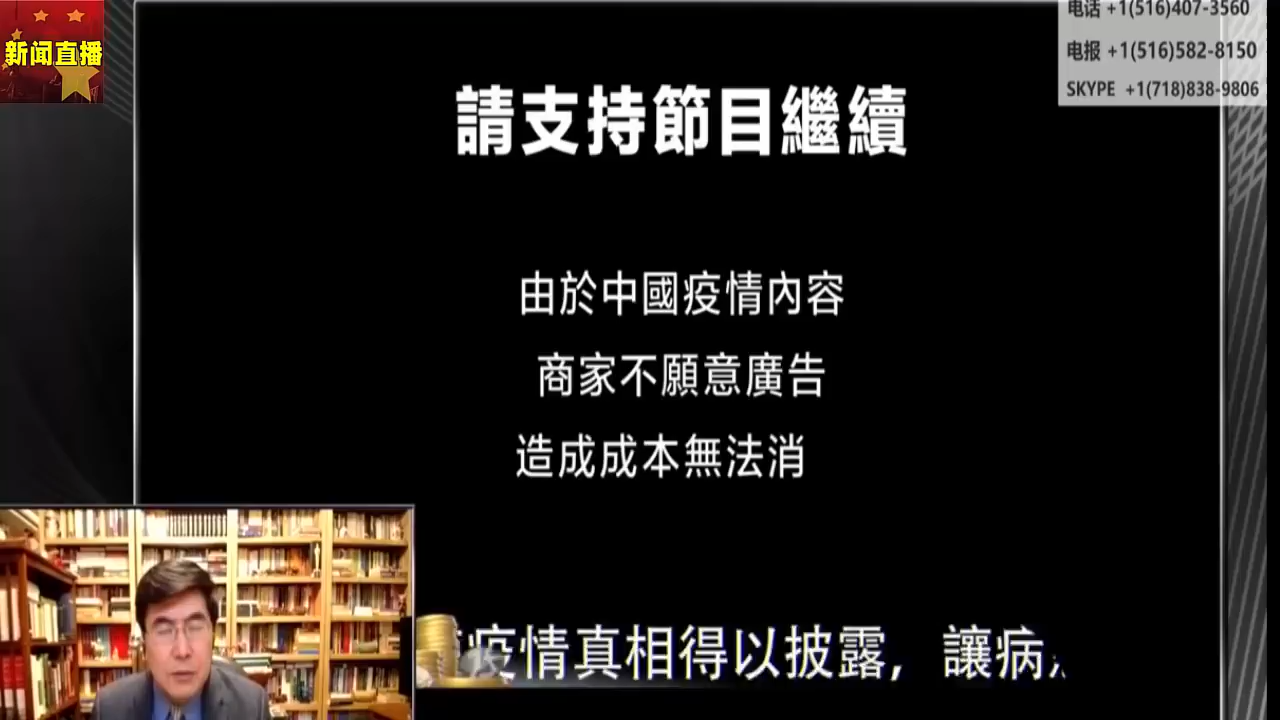 新闻直播
电话 +1(516)407-3560
电报 +1(516)582-8150
SKYPE +1(718)838-9806
請支持節目繼續
由於中國疫情內容
商家不願意廣告
造成成本無法消
疫情真相得以披露，讓病